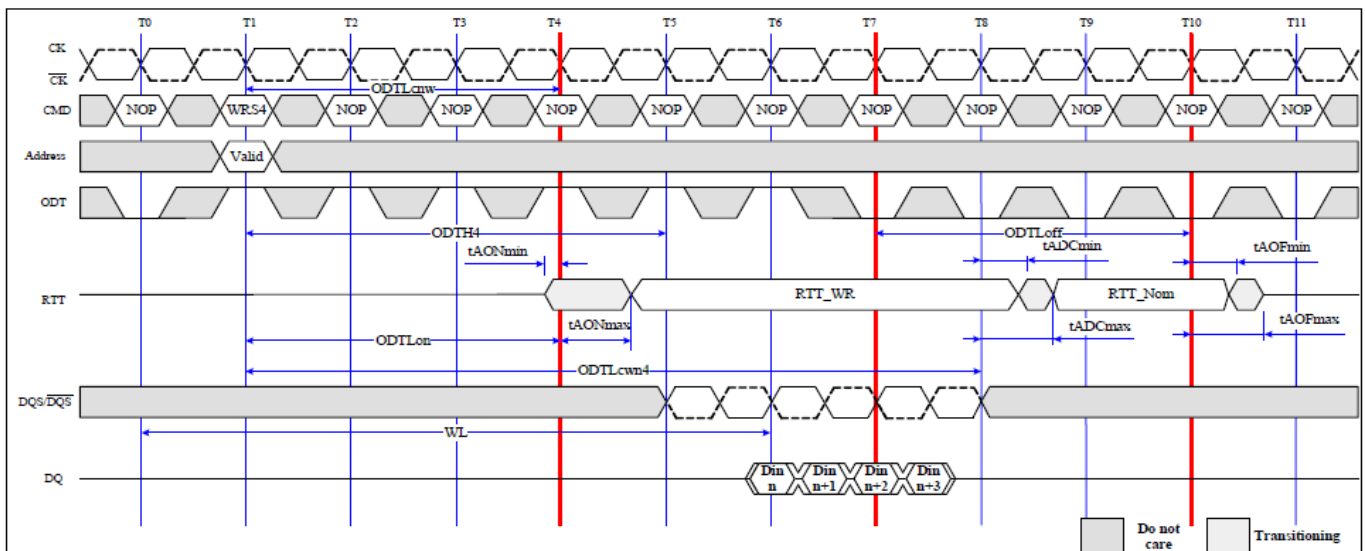 T0 T1 T2 T3 T4 T5 T6 T7 T8 T9 T10 T11
CK
CK
ODTLcnw
CMD NOP WRS4 NOP NOP NOP NOP NOP NOP NOP NOP NOP NOP
Address Valid
ODT
ODTH4 ODTLoff
tAONmin tADCmin tAOFmin
RTT RTT_WR RTT_Nom
tAONmax tADCmax tAOFmax
ODTLon
ODTLcwn4
DQS/DQS
WL
DQ Din n Din n+1 Din n+2 Din n+3
Do not care Transitioning